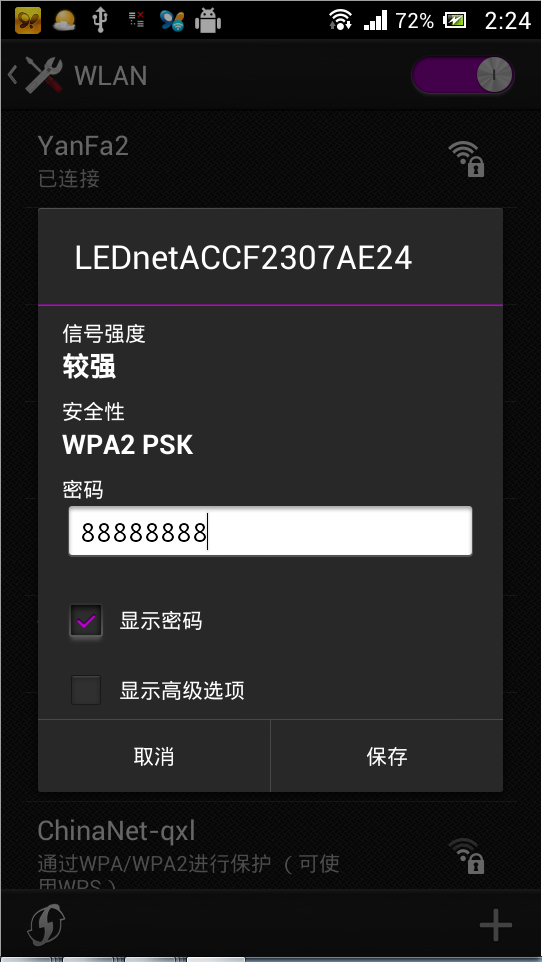 72% 2:24
WLAN
YanFa2
已连接
LEDnetACCF2307AE24
信号强度
较强
安全性
WPA2 PSK
密码
88888888
显示密码
显示高级选项
取消 保存
ChinaNet-qxl
通过WPA/WPA2进行保护 （可使
用WPS）